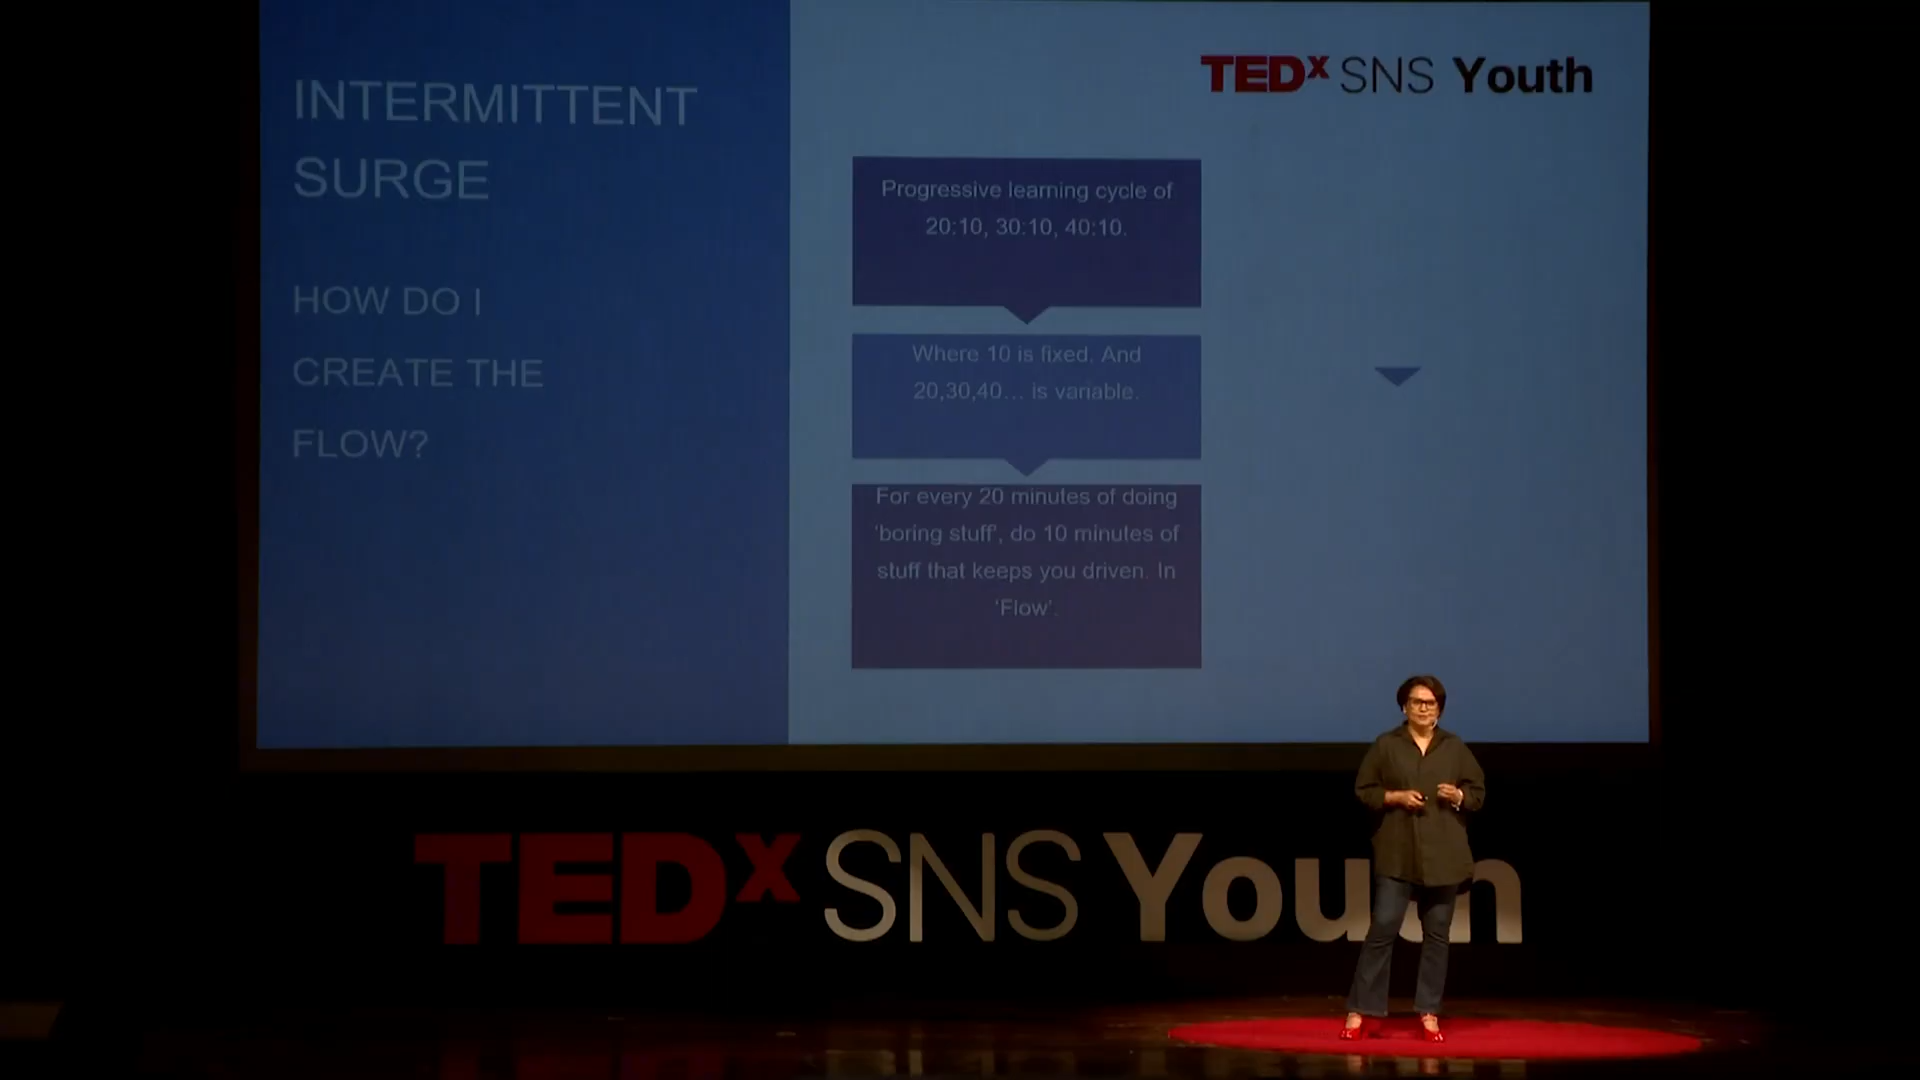 INTERMITTENT
SURGE
HOW DO I
CREATE THE
FLOW?
TEDx SNS Youth
Progressive learning cycle of
20:10, 30:10, 40:10.
Where 10 is fixed. And
20,30,40... is variable.
For every 20 minutes of doing
'boring stuff', do 10 minutes of
stuff that keeps you driven. In
'Flow'.
TEDx SNS Youth